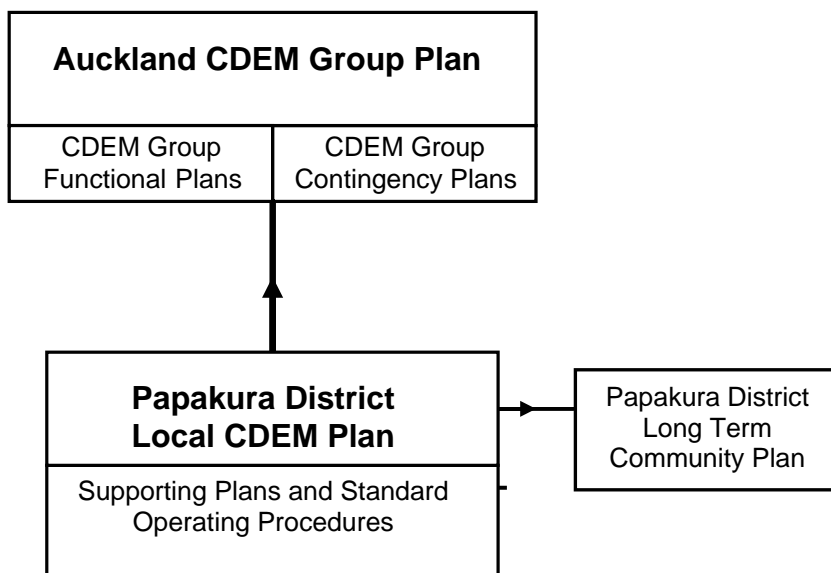 Auckland CDEM Group Plan
CDEM Group
Functional Plans
CDEM Group
Contingency Plans
Papakura District
Local CDEM Plan
Supporting Plans and Standard
Operating Procedures
Papakura District
Long Term
Community Plan